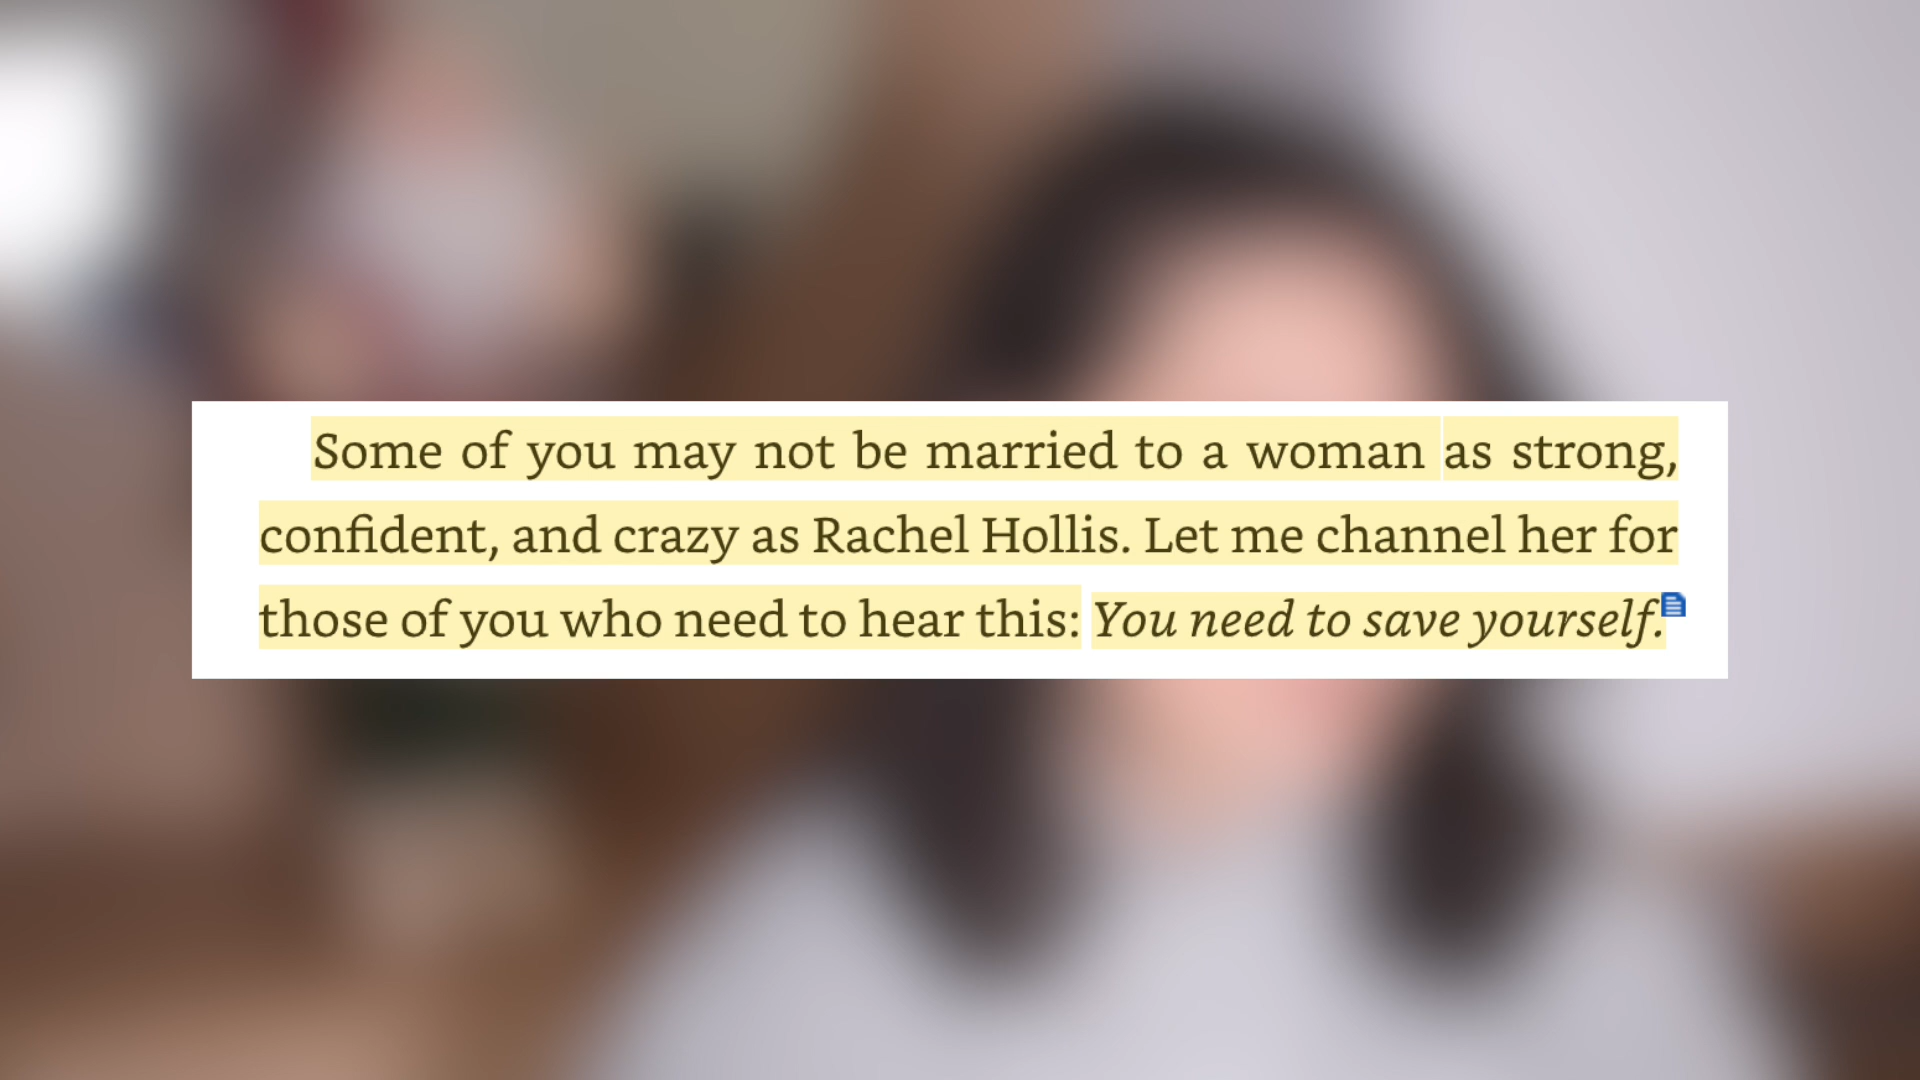 Some of you may not be married to a woman as strong,
confident, and crazy as Rachel Hollis. Let me channel her for
those of you who need to hear this: You need to save yourself.